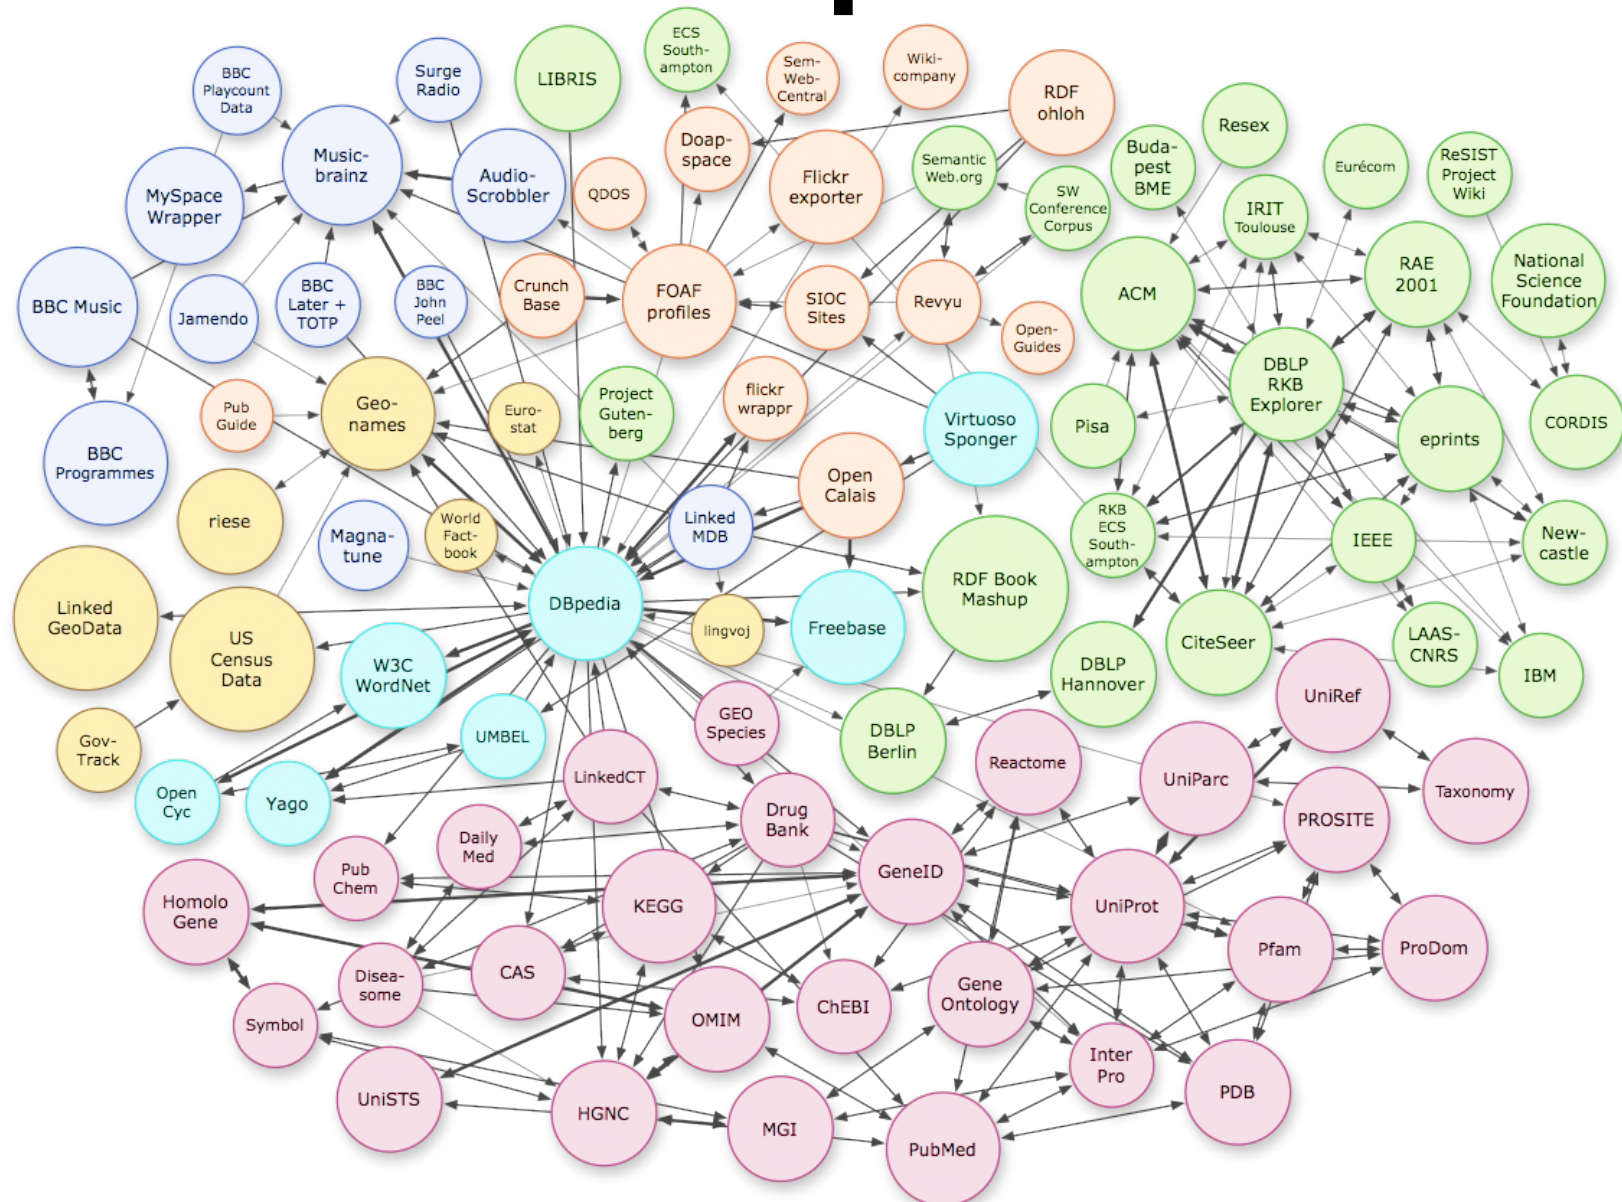 ECS
South-
ampton
BBC
Playcount
Data
Surge
Radio
LIBRIS
Sem-
Web-
Central
Wiki-
company
RDF
ohloh
Music-
brainz
Doap-
space
Resex
MySpace
Wrapper
Audio-
Scrobbler
QDOS
Flickr
exporter
Semantic
Web.org
SW
Conference
Corpus
Buda-
pest
BME
IRIT
Toulouse
Eurécom
ReSIST
Project
Wiki
BBC Music
Jamendo
BBC
Later +
TOTP
BBC
John
Peel
Crunch
Base
FOAF
profiles
SIOC
Sites
Revyu
Open-
Guides
ACM
RAE
2001
National
Science
Foundation
Pub
Guide
Geo-
names
Euro-
stat
Project
Guten-
berg
flickr
wrappr
Virtuoso
Sponger
Pisa
DBLP
RKB
Explorer
eprints
CORDIS
BBC
Programmes
riese
Magna-
tune
World
Fact-
book
Linked
MDB
Open
Calais
RKB
ECS
South-
ampton
IEEE
New-
castle
Linked
GeoData
US
Census
Data
W3C
WordNet
DBpedia
lingvoj
Freebase
RDF Book
Mashup
DBLP
Hannover
CiteSeer
LAAS-
CNRS
IBM
Gov-
Track
Open
Cyc
Yago
UMBEL
LinkedCT
GEO
Species
DBLP
Berlin
Reactome
UniParc
UniRef
Taxonomy
Homolo
Gene
Pub
Chem
Daily
Med
KEGG
Drug
Bank
GeneID
UniProt
PROSITE
Pfam
ProDom
Symbol
Disea-
some
CAS
OMIM
ChEBI
Gene
Ontology
Inter
Pro
PDB
UniSTS
HGNC
MGI
PubMed